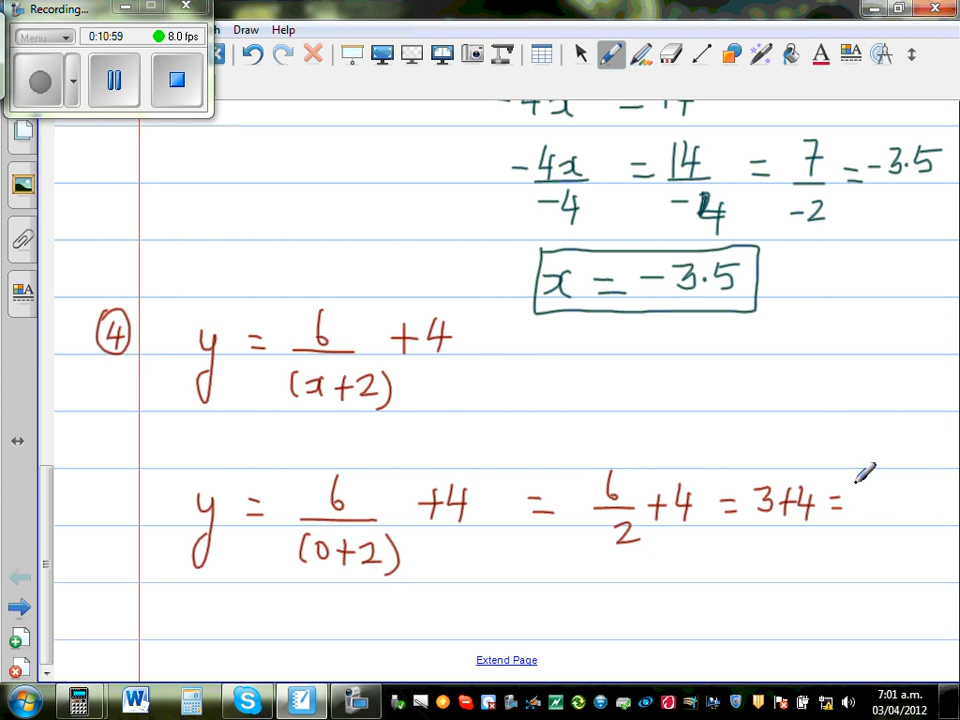 Recording...
Menu
0:10:59
8.0 fps
Draw Help
-4x = 14
-4x/-4 = 14/-4 = 7/-2 = -3.5
x = -3.5
④ y = 6/(x+2) +4
y = 6/(0+2) +4 = 6/2 +4 = 3+4 =
Extend Page
7:01 a.m.
03/04/2012